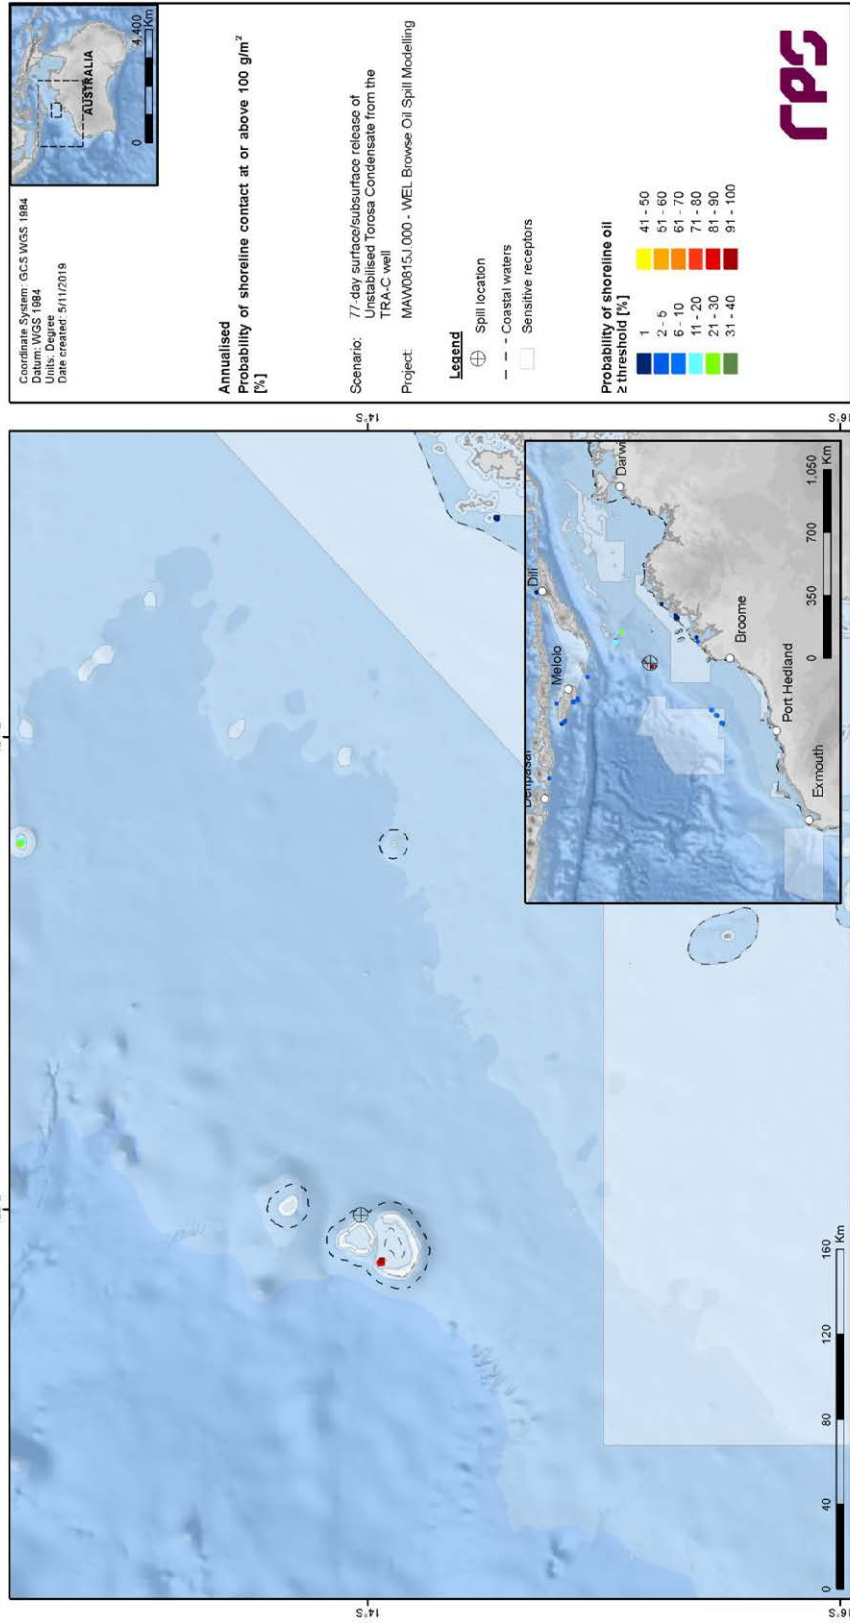 Coordinate System: GCS WGS 1984
Datum: WGS 1984
Units: Degree
Date created: 5/11/2019
AUSTRALIA
0
4,400
Km
Annualised
Probability of shoreline contact at or above 100 g/m²
[%]
Scenario: 77-day surface/subsurface release of
Unstabilised Torosa Condensate from the
TRA-C well
Project: MAW0815J.000 - WEL Browse Oil Spill Modelling
Legend
Spill location
Coastal waters
Sensitive receptors
Probability of shoreline oil
≥ threshold [%]
1
2 - 5
6 - 10
11 - 20
21 - 30
31 - 40
41 - 50
51 - 60
61 - 70
71 - 80
81 - 90
91 - 100
rps
14°S
14°S
0 40 80 120 160
Km
Denpasar
Melolo
Dili
Darwi
Broome
Port Hedland
Exmouth
0 350 700 1,050
Km